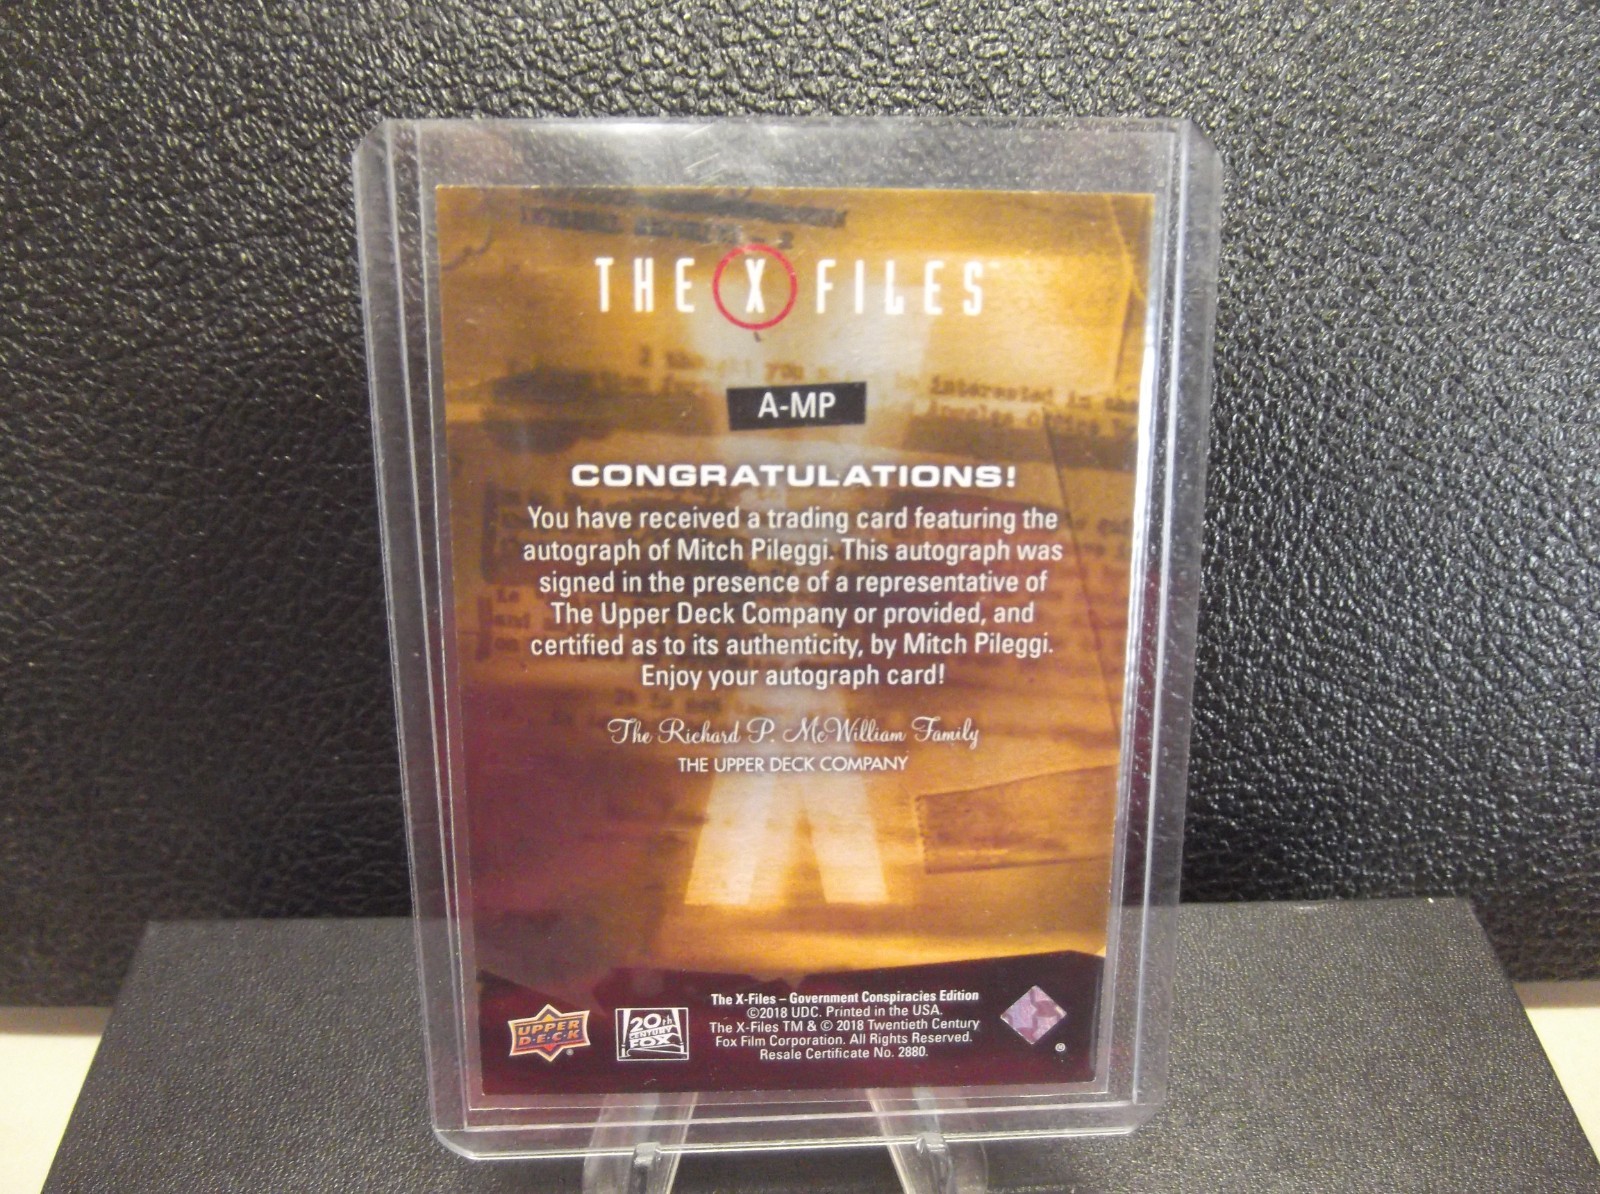 THE X FILES
A-MP
CONGRATULATIONS!
You have received a trading card featuring the
autograph of Mitch Pileggi. This autograph was
signed in the presence of a representative of
The Upper Deck Company or provided, and
certified as to its authenticity, by Mitch Pileggi.
Enjoy your autograph card!
The Richard P. McWilliam Family
THE UPPER DECK COMPANY
The X-Files – Government Conspiracies Edition
©2018 UDC. Printed in the USA.
The X-Files TM & © 2018 Twentieth Century
Fox Film Corporation. All Rights Reserved.
Resale Certificate No. 2880.
UPPER
D·E·C·K
®
20th
CENTURY
FOX
®
interested in